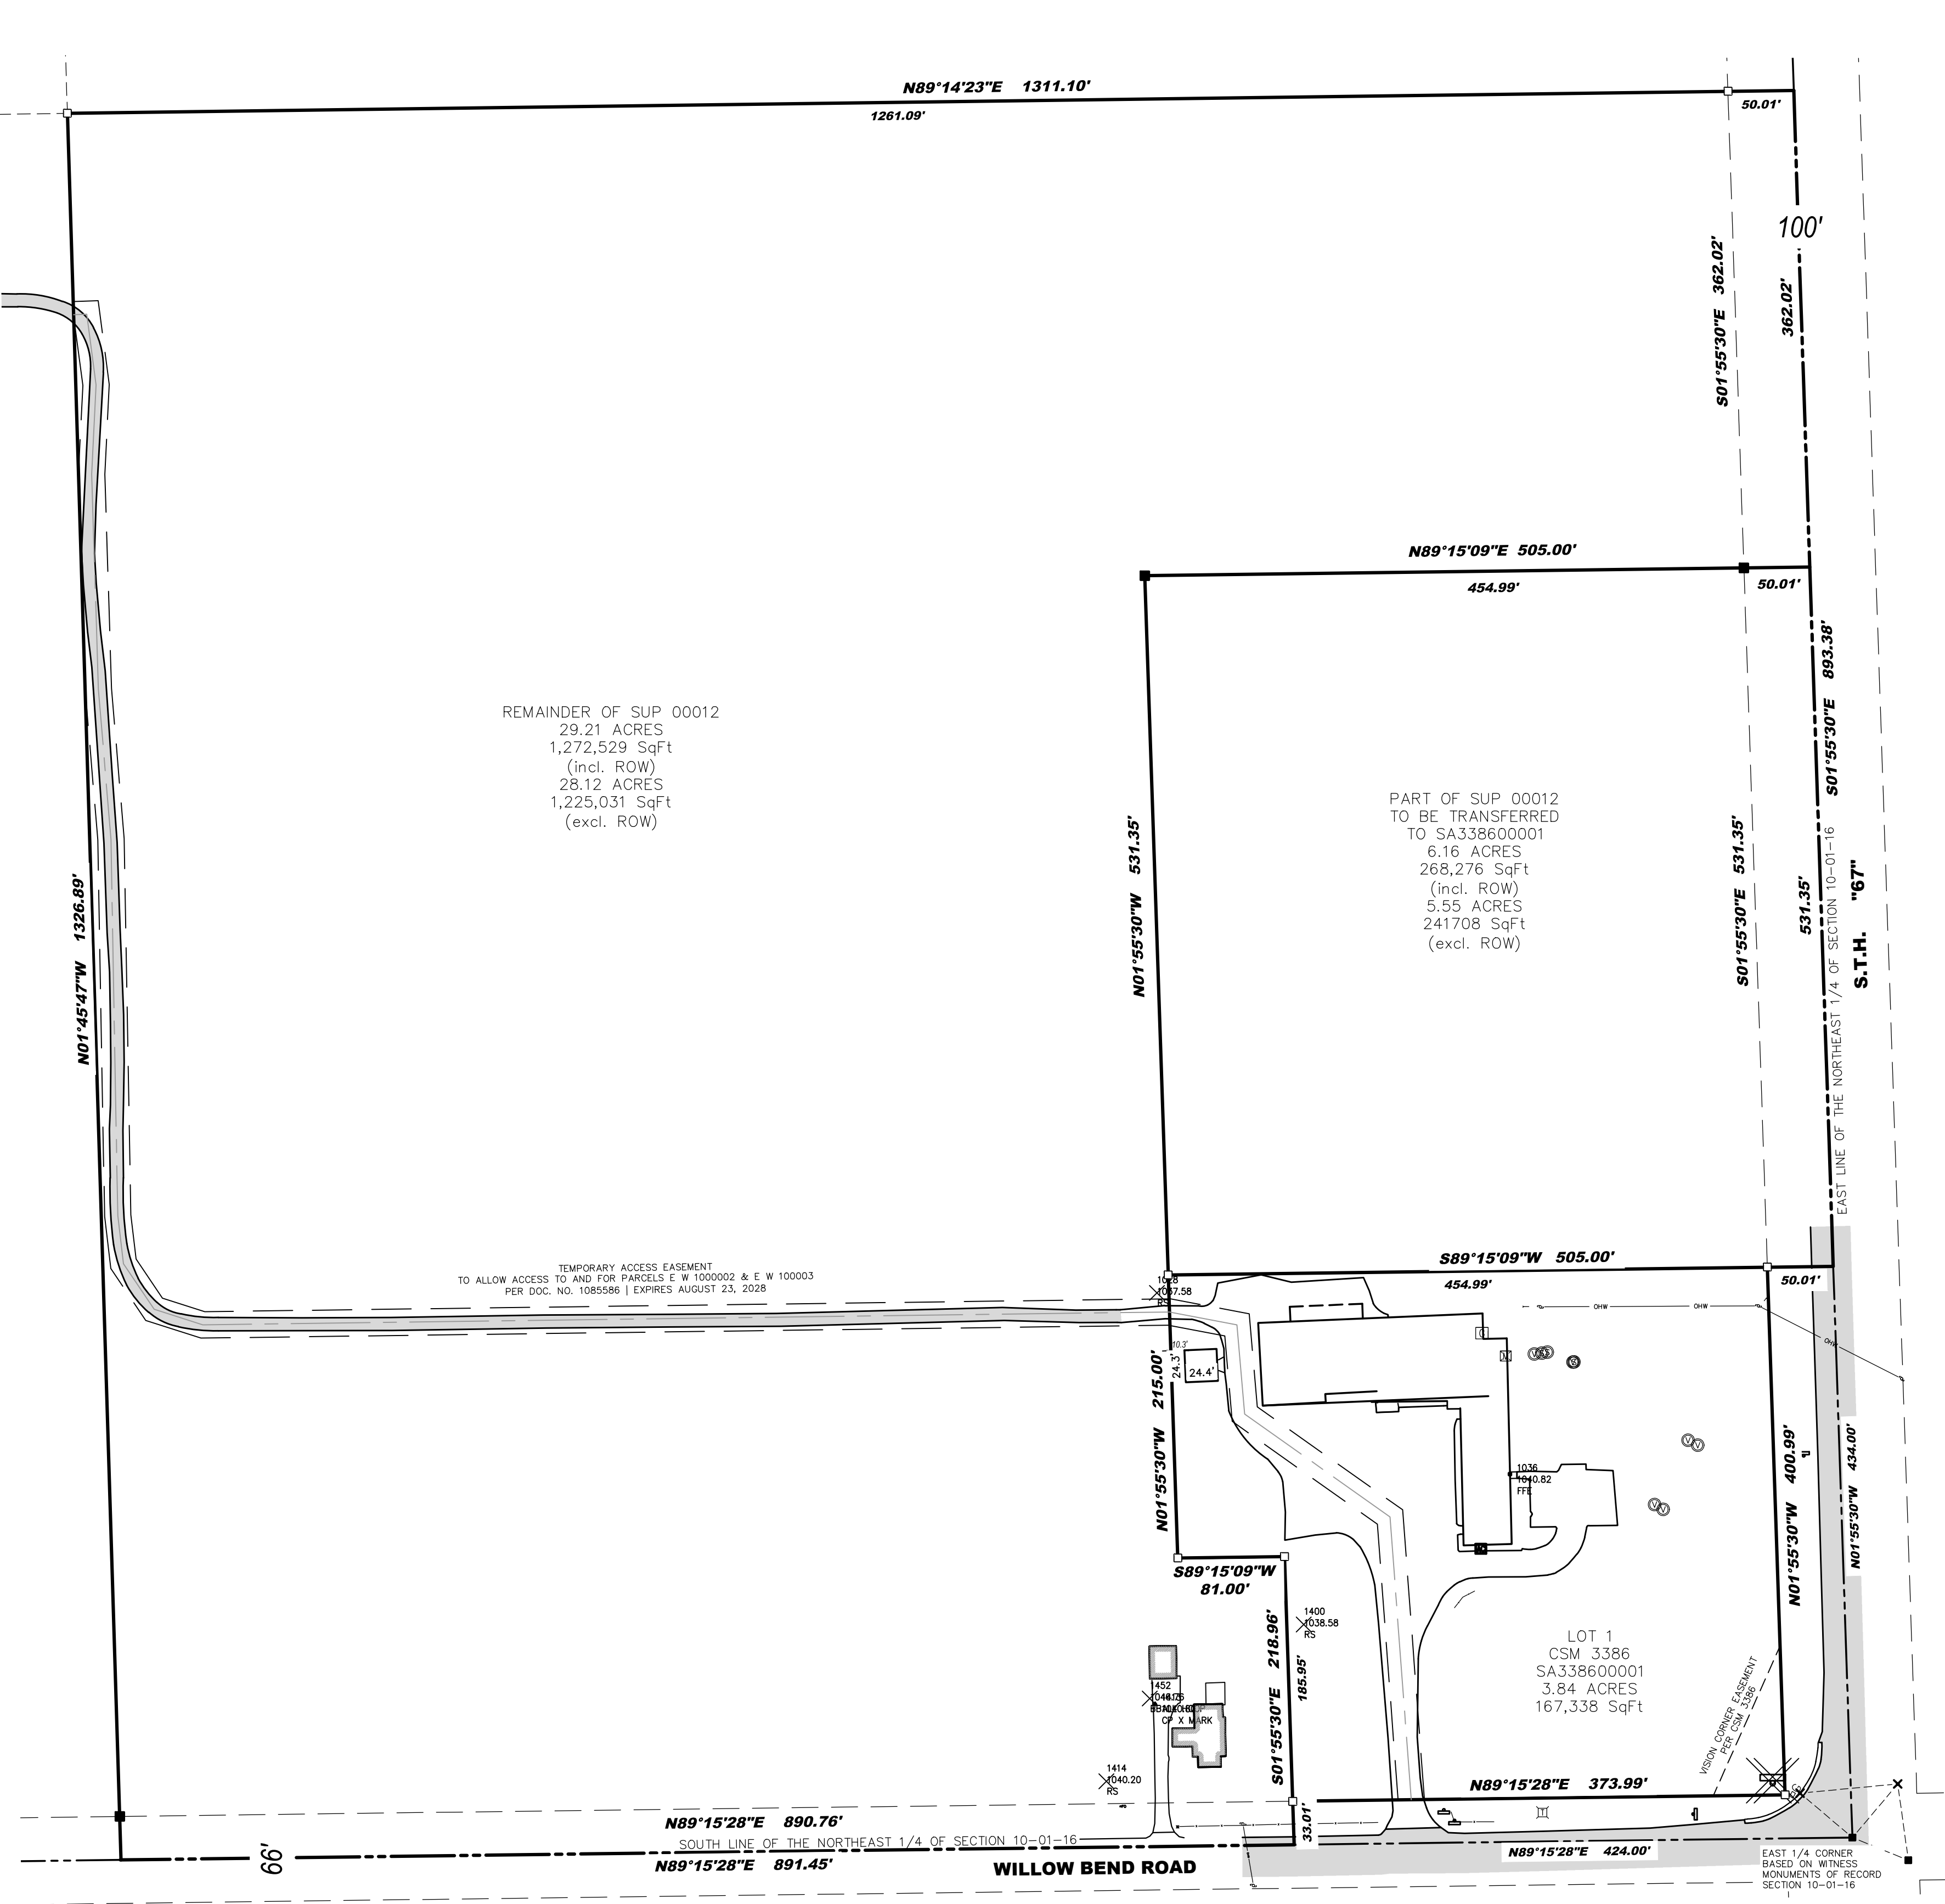 N89°14'23"E 1311.10'
1261.09'
50.01'
100'
S01°55'30"E 362.02'
362.02'
N89°15'09"E 505.00'
454.99'
50.01'
S01°55'30"E 893.38'
REMAINDER OF SUP 00012
29.21 ACRES
1,272,529 SqFt
(incl. ROW)
28.12 ACRES
1,225,031 SqFt
(excl. ROW)
PART OF SUP 00012
TO BE TRANSFERRED
TO SA338600001
6.16 ACRES
268,276 SqFt
(incl. ROW)
5.55 ACRES
241708 SqFt
(excl. ROW)
N01°45'47"W 1326.89'
N01°55'30"W 531.35'
S01°55'30"E 531.35'
531.35'
EAST LINE OF THE NORTHEAST 1/4 OF SECTION 10-01-16
S.T.H. "67"
TEMPORARY ACCESS EASEMENT
TO ALLOW ACCESS TO AND FOR PARCELS E W 1000002 & E W 100003
PER DOC. NO. 1085586 | EXPIRES AUGUST 23, 2028
S89°15'09"W 505.00'
454.99'
50.01'
1037.58
RS
OHW
OHW
OHW
10.3'
24.3'
24.4'
N01°55'30"W 215.00'
S89°15'09"W
81.00'
1036
1040.82
FFE
N01°55'30"W 400.99'
N01°55'30"W 434.00'
1400
1038.58
RS
S01°55'30"E 218.96'
185.95'
LOT 1
CSM 3386
SA338600001
3.84 ACRES
167,338 SqFt
VISION CORNER EASEMENT
PER CSM 3386
1452
CP X MARK
1414
1040.20
RS
N89°15'28"E 373.99'
33.01'
N89°15'28"E 890.76'
SOUTH LINE OF THE NORTHEAST 1/4 OF SECTION 10-01-16
66'
N89°15'28"E 891.45'
WILLOW BEND ROAD
N89°15'28"E 424.00'
EAST 1/4 CORNER
BASED ON WITNESS
MONUMENTS OF RECORD
SECTION 10-01-16